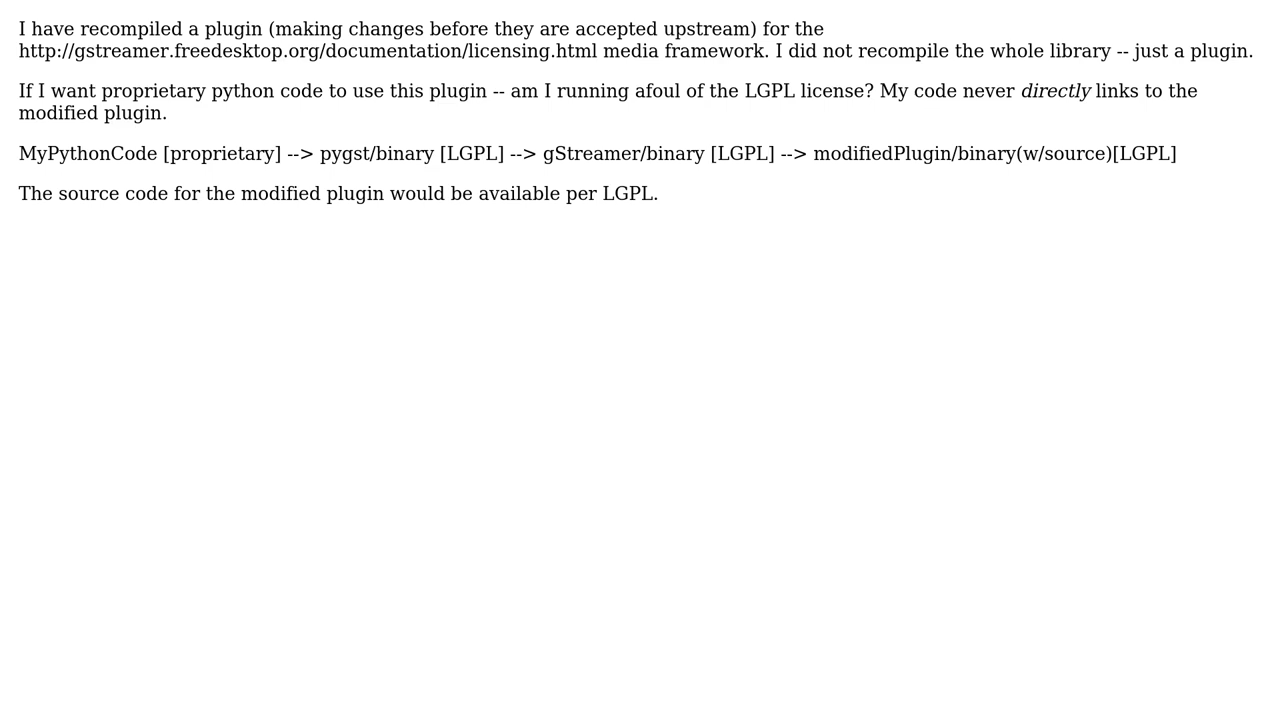 I have recompiled a plugin (making changes before they are accepted upstream) for the
http://gstreamer.freedesktop.org/documentation/licensing.html media framework. I did not recompile the whole library -- just a plugin.
If I want proprietary python code to use this plugin -- am I running afoul of the LGPL license? My code never directly links to the
modified plugin.
MyPythonCode [proprietary] --> pygst/binary [LGPL] --> gStreamer/binary [LGPL] --> modifiedPlugin/binary(w/source)[LGPL]
The source code for the modified plugin would be available per LGPL.